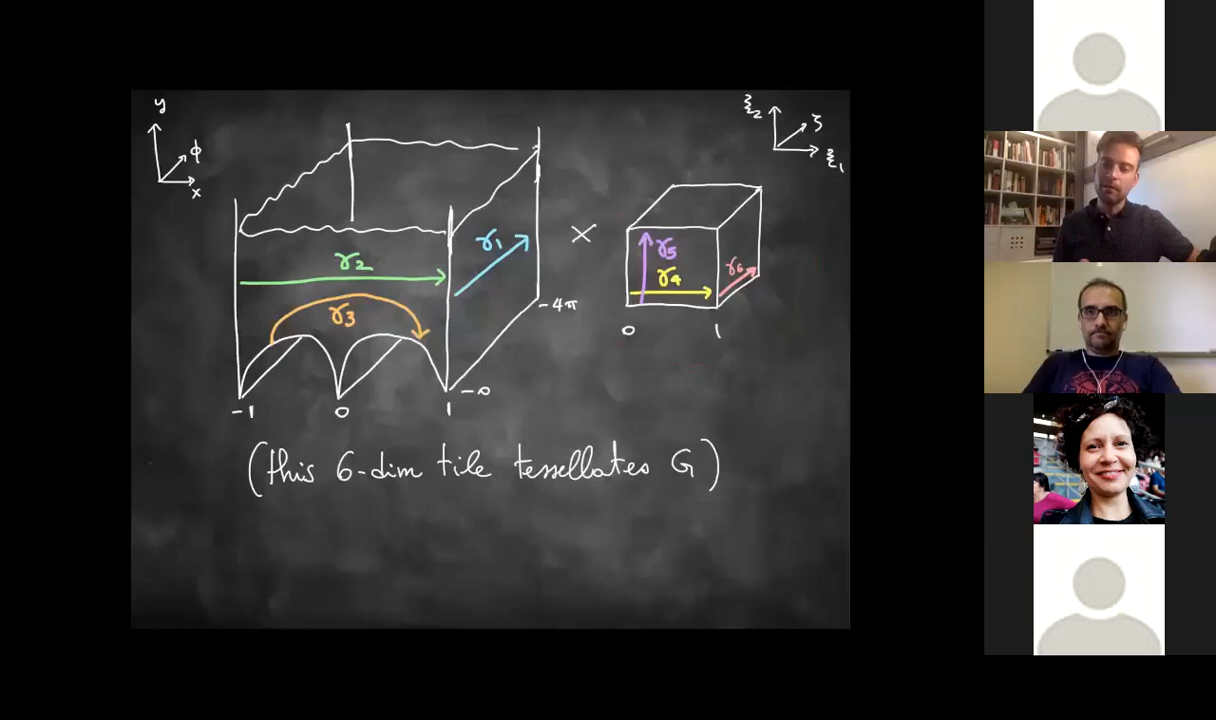 y
ϕ
x
ξ₂
ζ
ξ₁
γ₁
γ₂
γ₃
×
γ₅
γ₄
γ₆
-4π
0
1
-1
0
1
-0
(this 6-dim tile tessellates G)